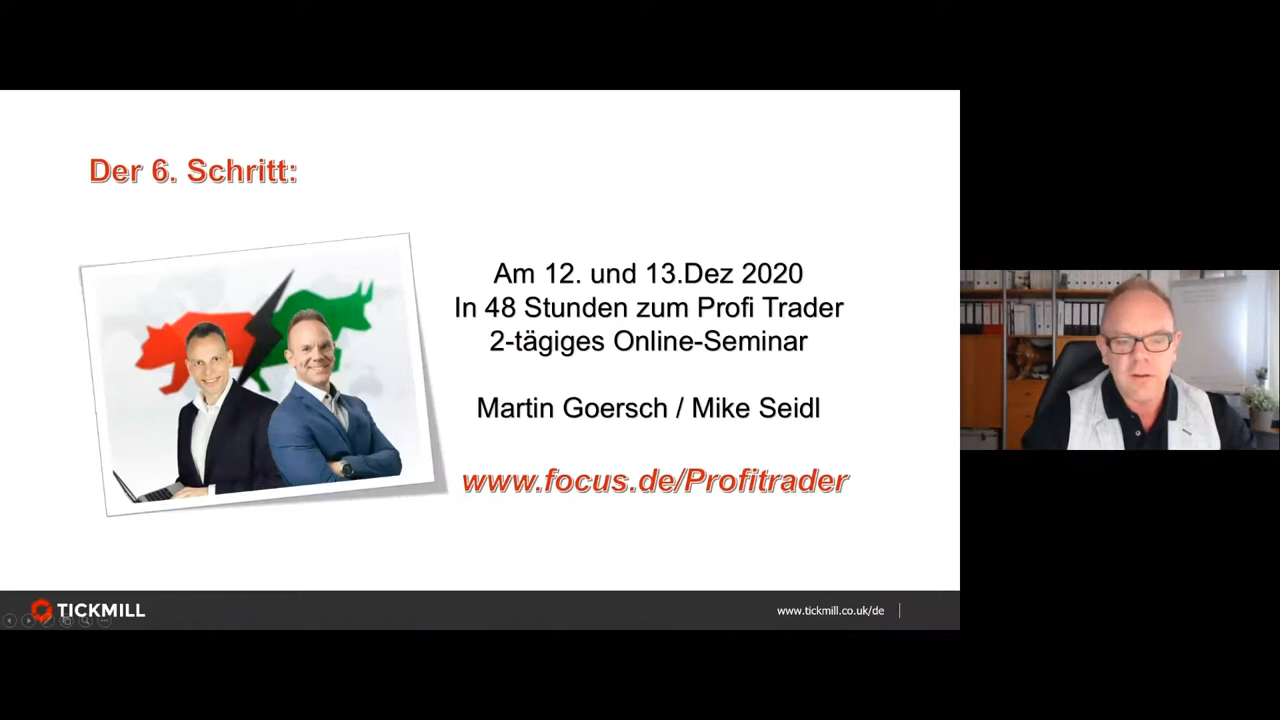 Der 6. Schritt:
Am 12. und 13.Dez 2020
In 48 Stunden zum Profi Trader
2-tägiges Online-Seminar
Martin Goersch / Mike Seidl
www.focus.de/Profitrader
TICKMILL
www.tickmill.co.uk/de